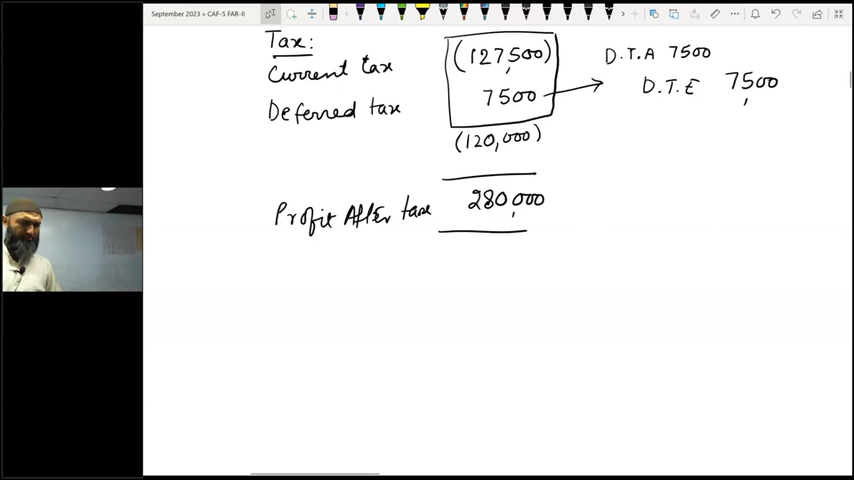 September 2023 » CAF-5 FAR-II
Tax:
Current tax (127,500) D.T.A 7500
Deferred tax 7500 D.T.E 7500,
(120,000)
Profit After tax 280,000